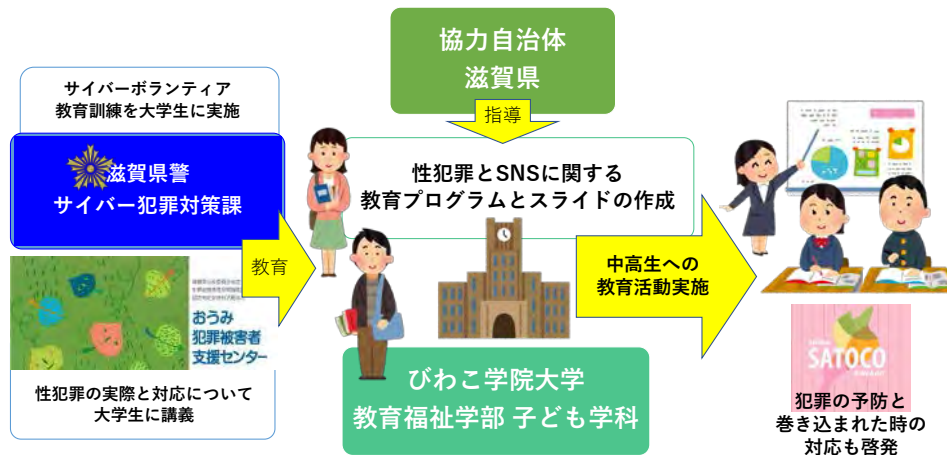 協力自治体
滋賀県
指導
サイバーボランティア
教育訓練を大学生に実施
滋賀県警
サイバー犯罪対策課
教育
おうみ
犯罪被害者
支援センター
性犯罪の実際と対応について
大学生に講義
性犯罪とSNSに関する
教育プログラムとスライドの作成
びわこ学院大学
教育福祉学部 子ども学科
中高生への
教育活動実施
SATOCO
犯罪の予防と
巻き込まれた時の
対応も啓発